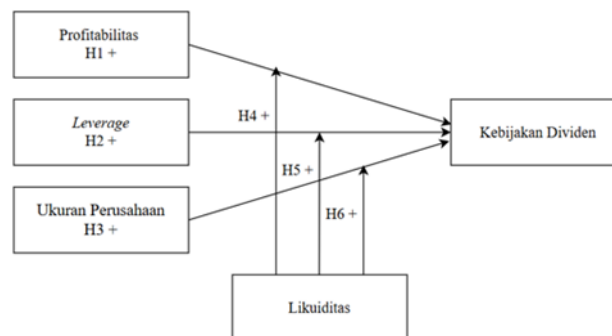 Profitabilitas
H1 +
Leverage
H2 +
Ukuran Perusahaan
H3 +
H4 +
H5 +
H6 +
Kebijakan Dividen
Likuiditas